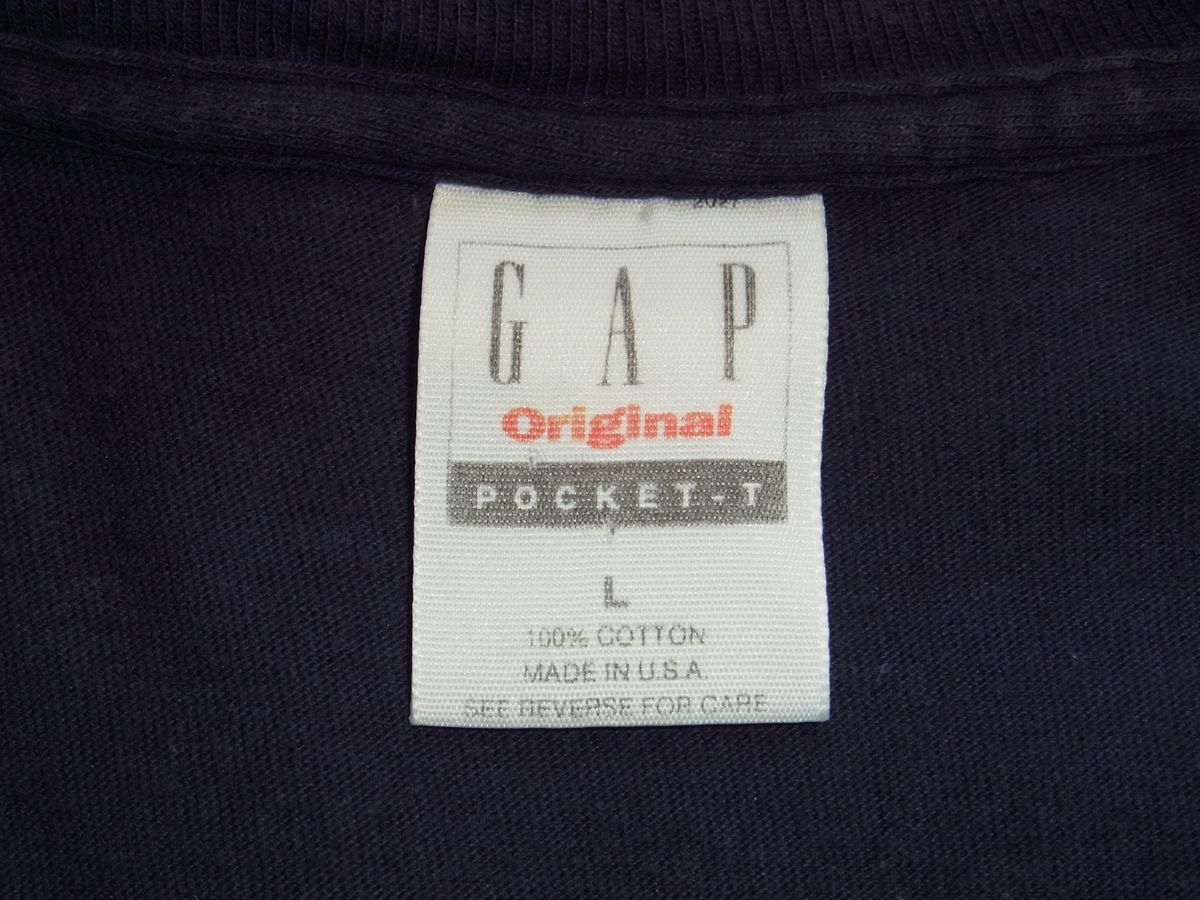 GAP
Original
POCKET-T
L
100% COTTON
MADE IN U.S.A
SEE REVERSE FOR CARE